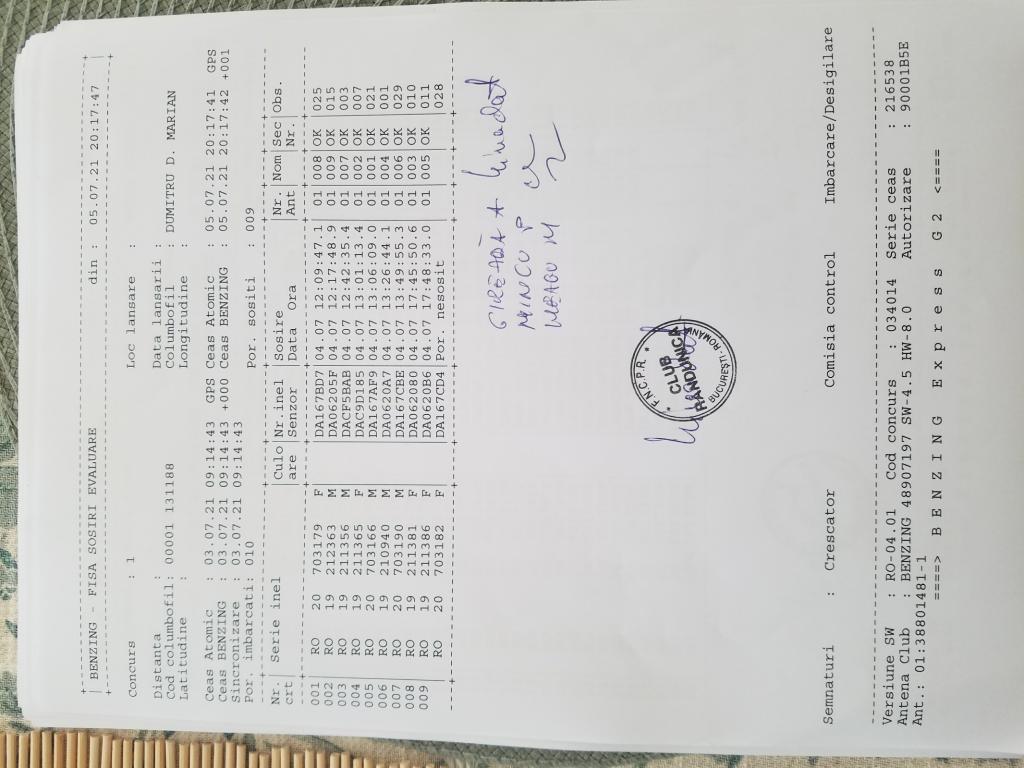 BENZING - FISA SOSIRI EVALUARE din : 05.07.21 20:17:47
Concurs : 1 Loc lansare :
Distanta : Data lansarii :
Cod columbofil: 00001 131188 Columbofil : DUMITRU D. MARIAN
Latitudine : Longitudine :
Ceas Atomic : 03.07.21 09:14:43 GPS Ceas Atomic : 05.07.21 20:17:41 GPS
Ceas BENZING : 03.07.21 09:14:43 +000 Ceas BENZING : 05.07.21 20:17:42 +001
Sincronizare : 03.07.21 09:14:43
Por. imbarcati: 010 Por. sositi : 009
Nr Serie inel Culo Nr.inel Sosire Nr. Nom Sec Obs.
crt are Senzor Data Ora Ant Nr.
001 RO 20 703179 F DA167BD7 04.07 12:09:47.1 01 008 OK 025
002 RO 19 212363 M DA06205F 04.07 12:17:48.9 01 009 OK 015
003 RO 19 211356 M DACF5BAB 04.07 12:42:35.4 01 007 OK 003
004 RO 19 211365 F DAC9D185 04.07 13:01:13.4 01 002 OK 007
005 RO 20 703166 M DA167AF9 04.07 13:06:09.0 01 001 OK 021
006 RO 19 210940 M DA0620A7 04.07 13:26:44.1 01 004 OK 001
007 RO 20 703190 M DA167CBE 04.07 13:49:55.3 01 006 OK 029
008 RO 19 211381 F DA062080 04.07 17:45:50.6 01 003 OK 010
009 RO 19 211386 F DA0620B6 04.07 17:48:33.0 01 005 OK 011
RO 20 703182 F DA167CD4 Por. nesosit 028
MINCU P
F.N.C.P.R.
CLUB
RANDUNICA
BUCUREȘTI-ROMÂNIA
Semnaturi : Crescator Comisia control Imbarcare/Desigilare
Versiune SW : RO-04.01 Cod concurs : 034014 Serie ceas : 216538
Antena Club : BENZING 48907197 SW-4.5 HW-8.0 Autorizare : 90001B5E
Ant.: 01:38801481-1
====> B E N Z I N G E x p r e s s G 2 <====